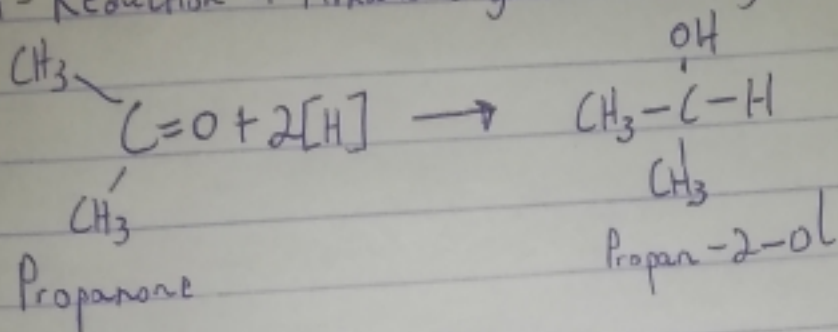 OH
CH₃
C=O + 2[H] → CH₃-C-H
CH₃ CH₃
Propanone Propan-2-ol